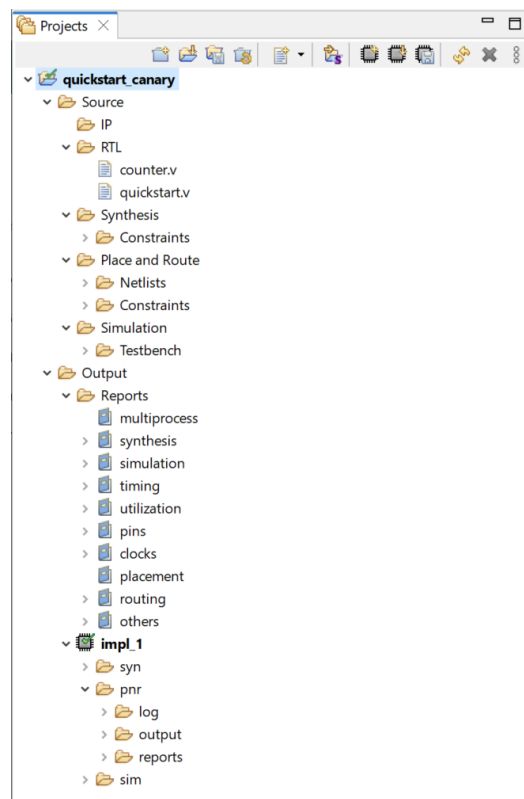 Projects
quickstart_canary
Source
IP
RTL
counter.v
quickstart.v
Synthesis
Constraints
Place and Route
Netlists
Constraints
Simulation
Testbench
Output
Reports
multiprocess
synthesis
simulation
timing
utilization
pins
clocks
placement
routing
others
impl_1
syn
pnr
log
output
reports
sim